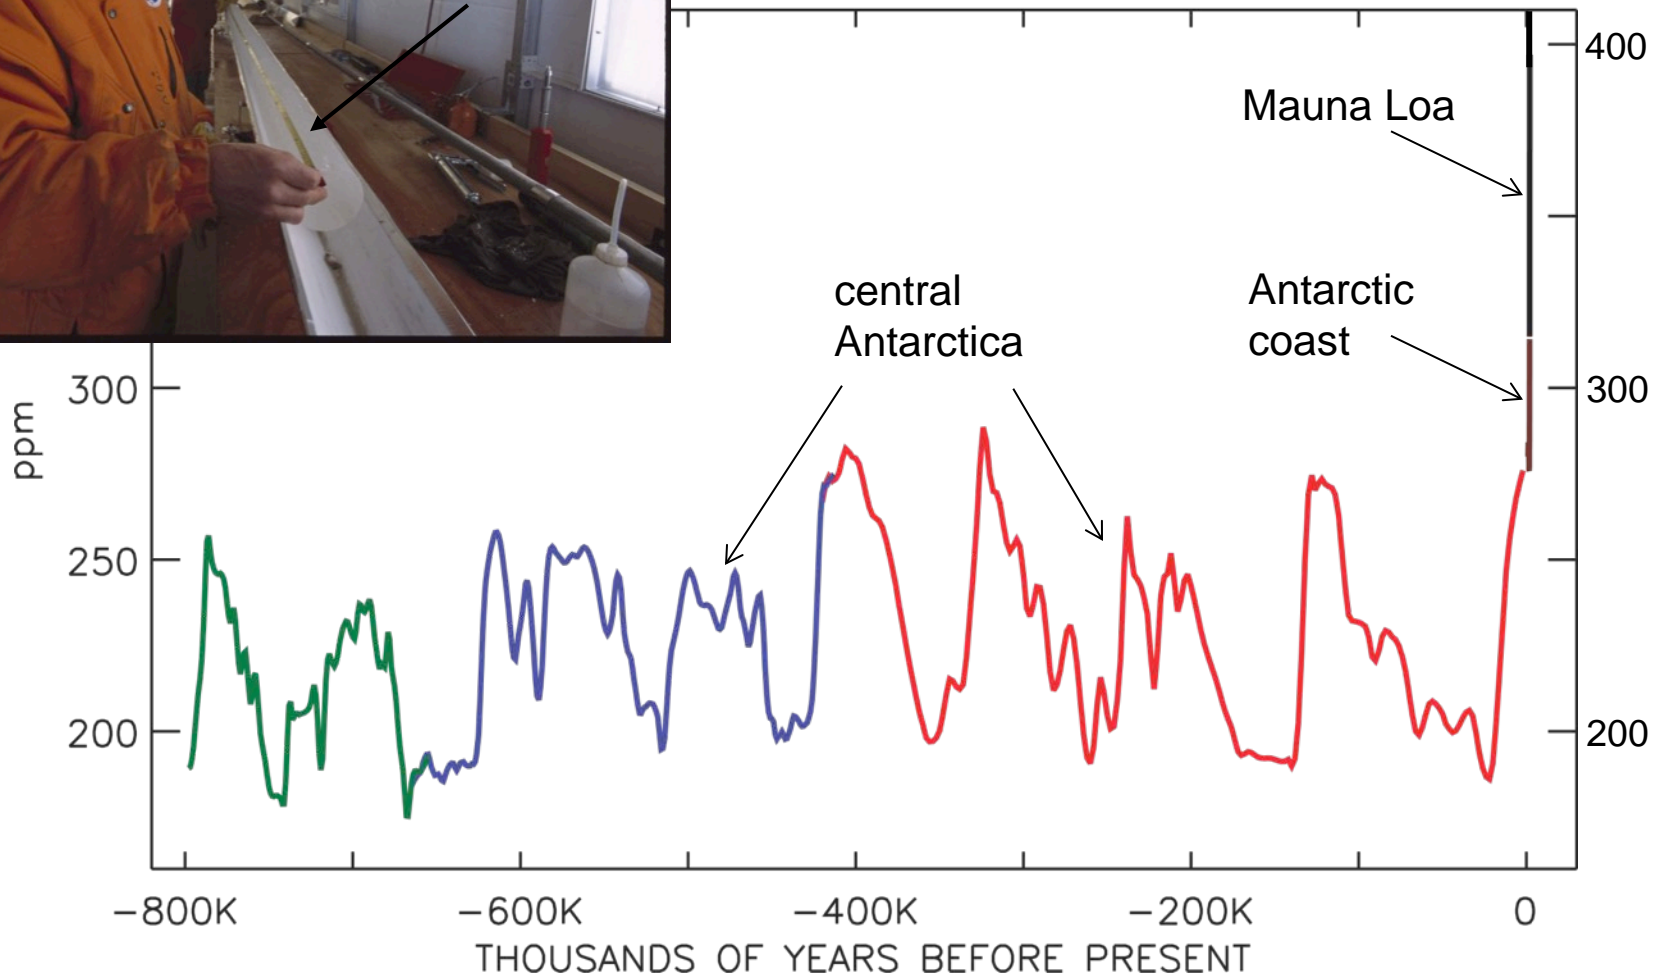 400
Mauna Loa
central
Antarctica
Antarctic
coast
300
300
ppm
250
200
200
−800K
−600K
−400K
−200K
0
THOUSANDS OF YEARS BEFORE PRESENT